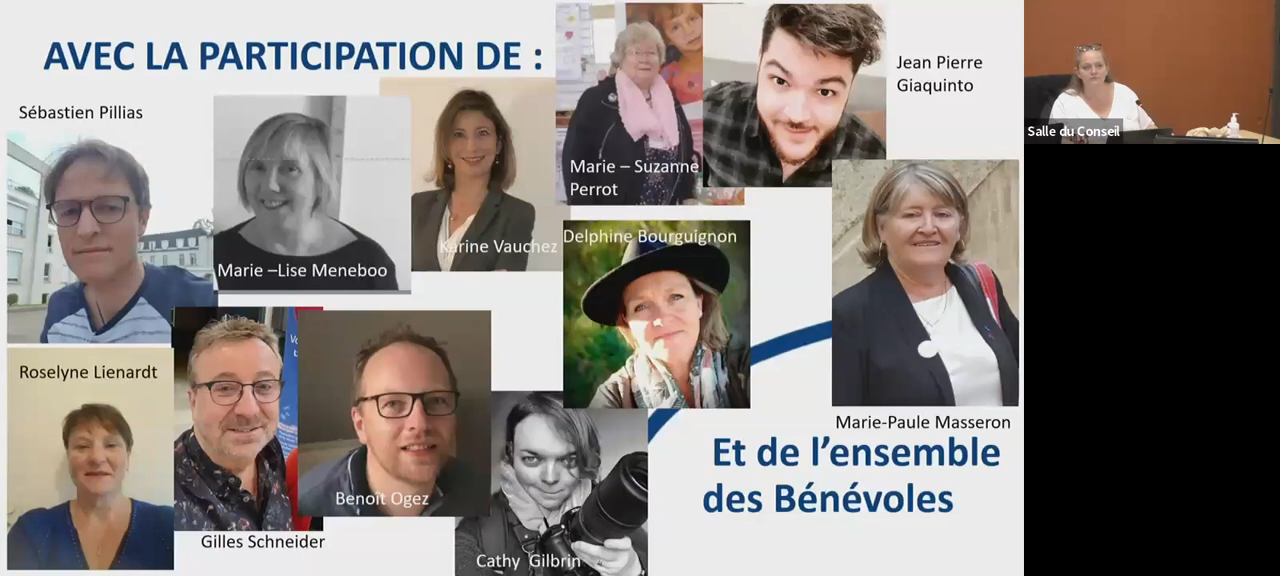 AVEC LA PARTICIPATION DE :
Sébastien Pillias
Marie –Lise Meneboo
Karine Vauchez
Marie – Suzanne
Perrot
Jean Pierre
Giaquinto
Salle du Conseil
Delphine Bourguignon
Roselyne Lienardt
Gilles Schneider
Benoît Ogez
Cathy Gilbrin
Marie-Paule Masseron
Et de l’ensemble
des Bénévoles